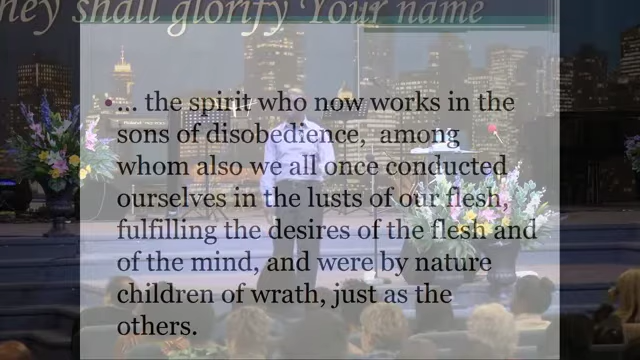 hey shall glorify Your name
• ... the spirit who now works in the
sons of disobedience, among
whom also we all once conducted
ourselves in the lusts of our flesh,
fulfilling the desires of the flesh and
of the mind, and were by nature
children of wrath, just as the
others.